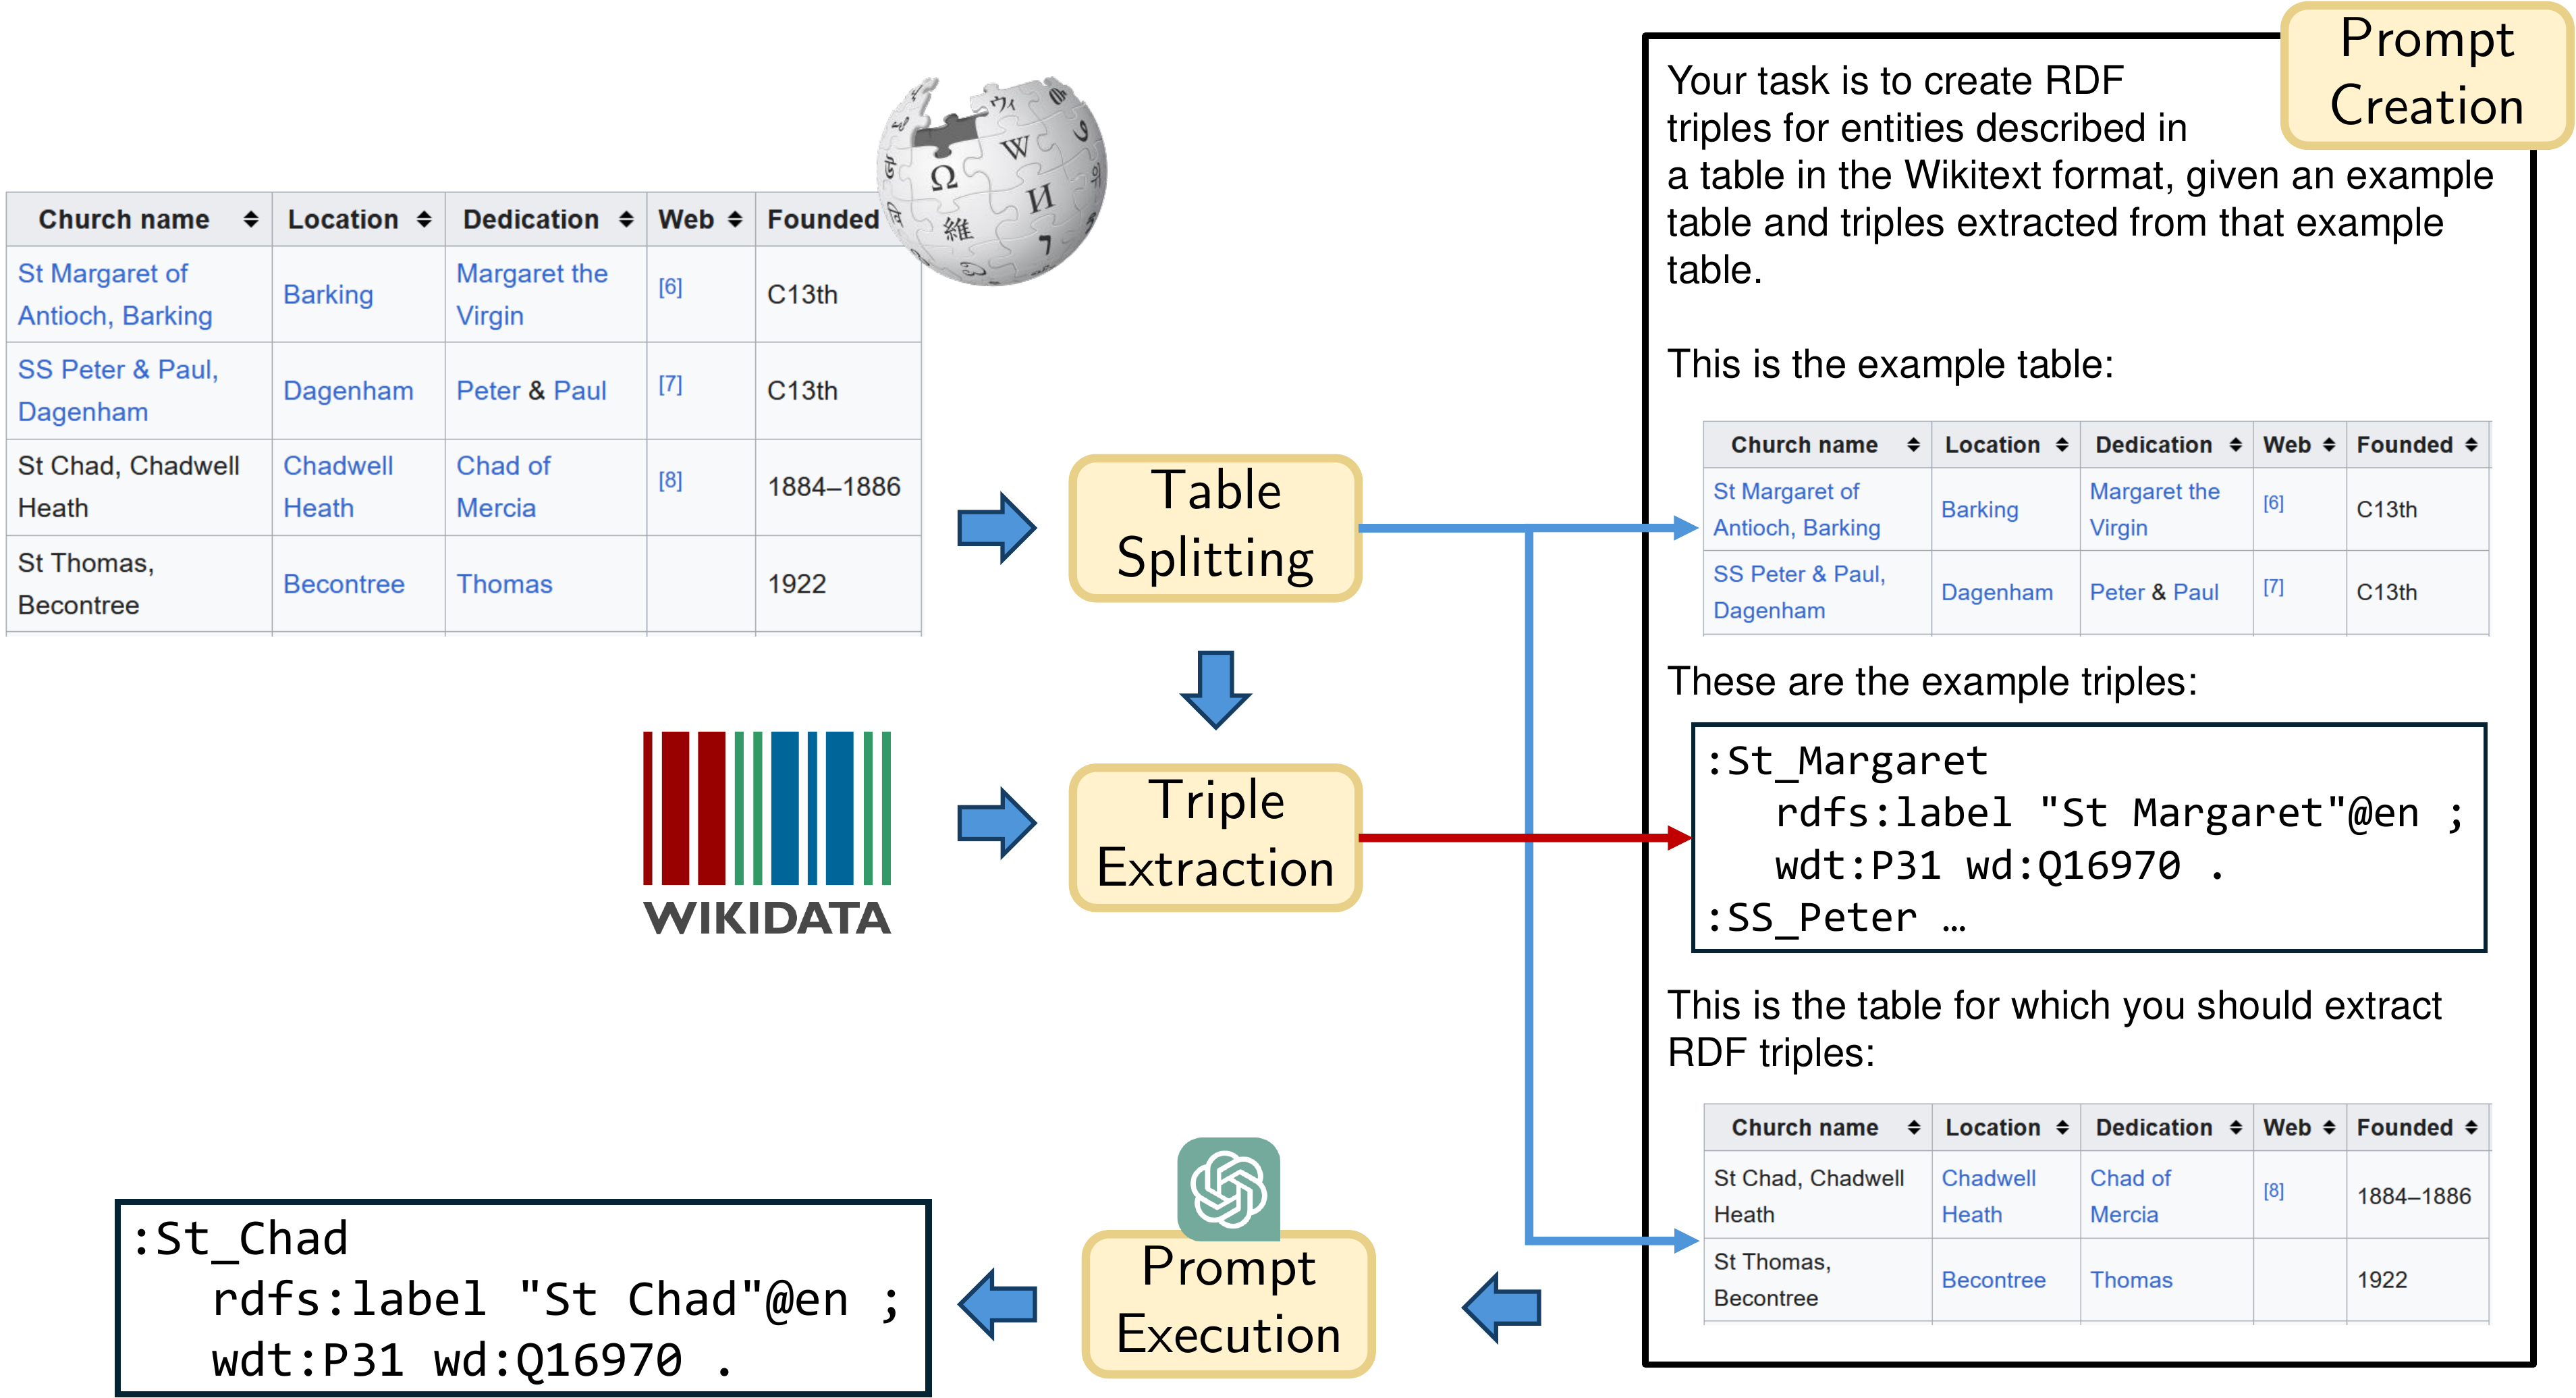 Church name Location Dedication Web Founded
St Margaret of Antioch, Barking Barking Margaret the Virgin [6] C13th
SS Peter & Paul, Dagenham Dagenham Peter & Paul [7] C13th
St Chad, Chadwell Heath Chadwell Heath Chad of Mercia [8] 1884–1886
St Thomas, Becontree Becontree Thomas 1922
Ω
W
И
維
ウィ
WIKIDATA
Table
Splitting
Triple
Extraction
Prompt
Creation
Your task is to create RDF
triples for entities described in
a table in the Wikitext format, given an example
table and triples extracted from that example
table.
This is the example table:
Church name Location Dedication Web Founded
St Margaret of Antioch, Barking Barking Margaret the Virgin [6] C13th
SS Peter & Paul, Dagenham Dagenham Peter & Paul [7] C13th
These are the example triples:
:St_Margaret
rdfs:label "St Margaret"@en ;
wdt:P31 wd:Q16970 .
:SS_Peter …
This is the table for which you should extract
RDF triples:
Church name Location Dedication Web Founded
St Chad, Chadwell Heath Chadwell Heath Chad of Mercia [8] 1884–1886
St Thomas, Becontree Becontree Thomas 1922
Prompt
Execution
:St_Chad
rdfs:label "St Chad"@en ;
wdt:P31 wd:Q16970 .